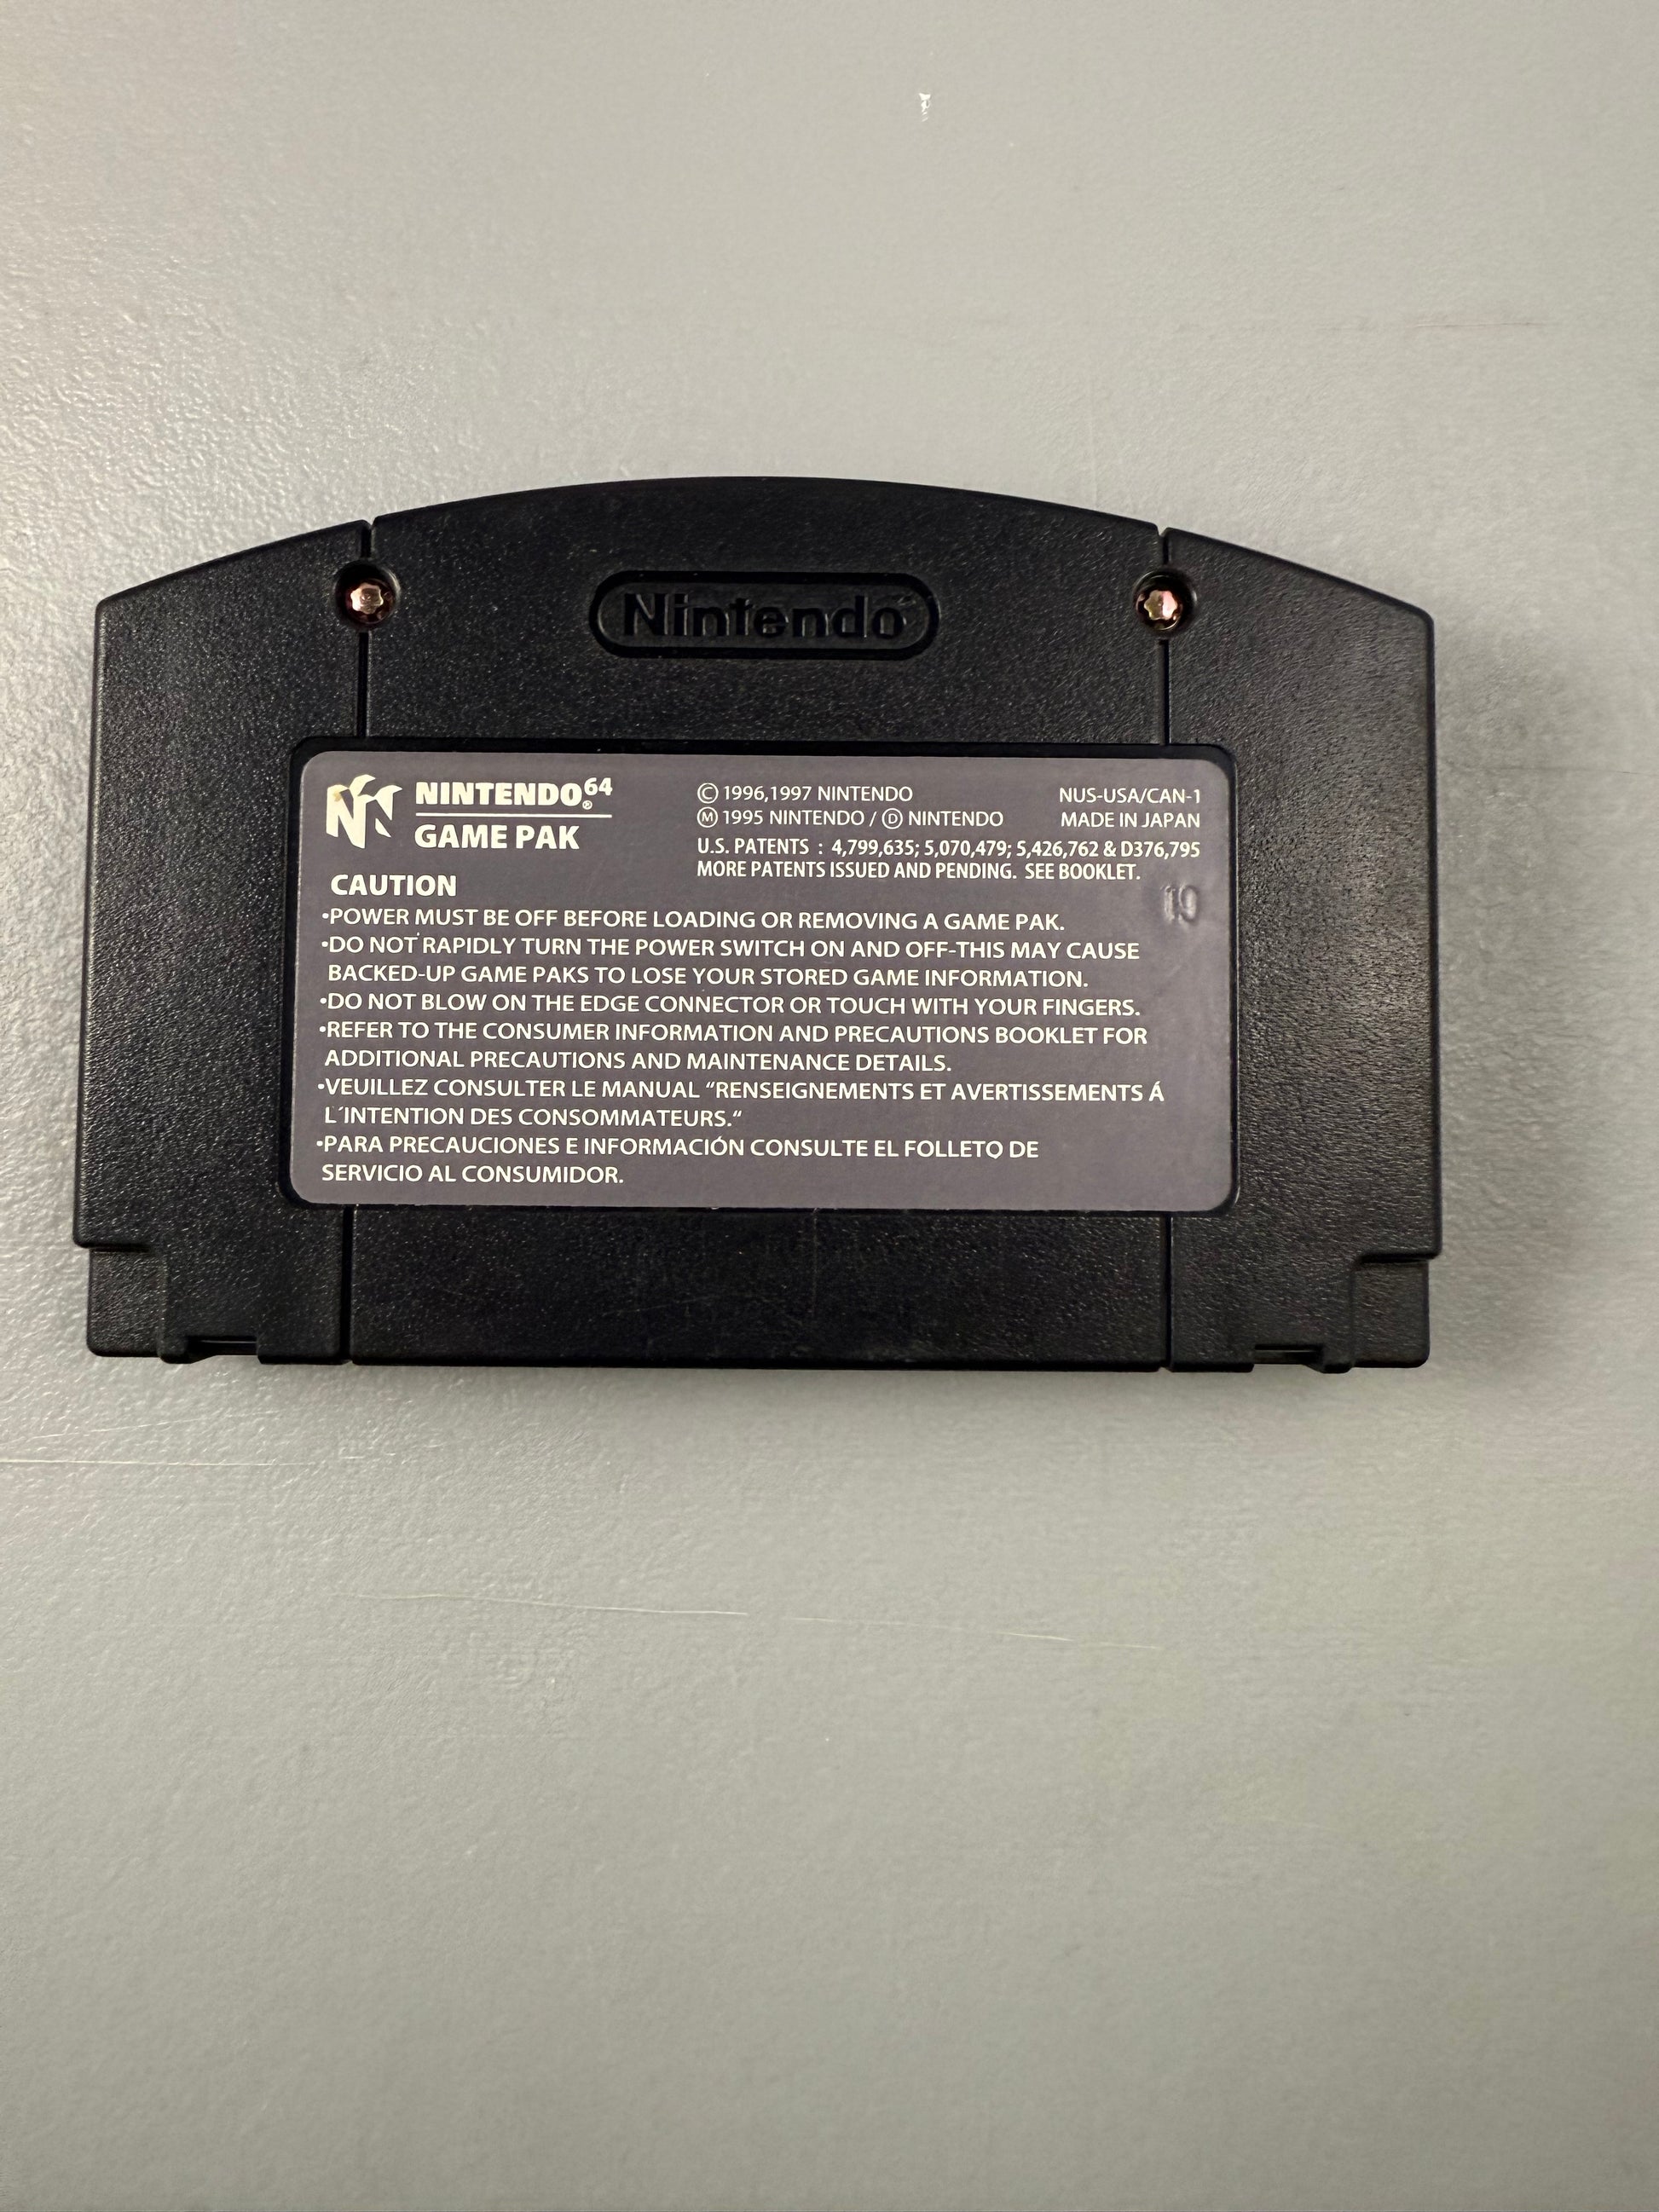 Nintendo
NINTENDO64®
GAME PAK
© 1996,1997 NINTENDO
Ⓜ 1995 NINTENDO / Ⓓ NINTENDO
NUS-USA/CAN-1
MADE IN JAPAN
U.S. PATENTS : 4,799,635; 5,070,479; 5,426,762 & D376,795
MORE PATENTS ISSUED AND PENDING. SEE BOOKLET.
19
CAUTION
•POWER MUST BE OFF BEFORE LOADING OR REMOVING A GAME PAK.
•DO NOT RAPIDLY TURN THE POWER SWITCH ON AND OFF-THIS MAY CAUSE
BACKED-UP GAME PAKS TO LOSE YOUR STORED GAME INFORMATION.
•DO NOT BLOW ON THE EDGE CONNECTOR OR TOUCH WITH YOUR FINGERS.
•REFER TO THE CONSUMER INFORMATION AND PRECAUTIONS BOOKLET FOR
ADDITIONAL PRECAUTIONS AND MAINTENANCE DETAILS.
•VEUILLEZ CONSULTER LE MANUAL “RENSEIGNEMENTS ET AVERTISSEMENTS Á
L´INTENTION DES CONSOMMATEURS.“
•PARA PRECAUCIONES E INFORMACIÓN CONSULTE EL FOLLETO DE
SERVICIO AL CONSUMIDOR.